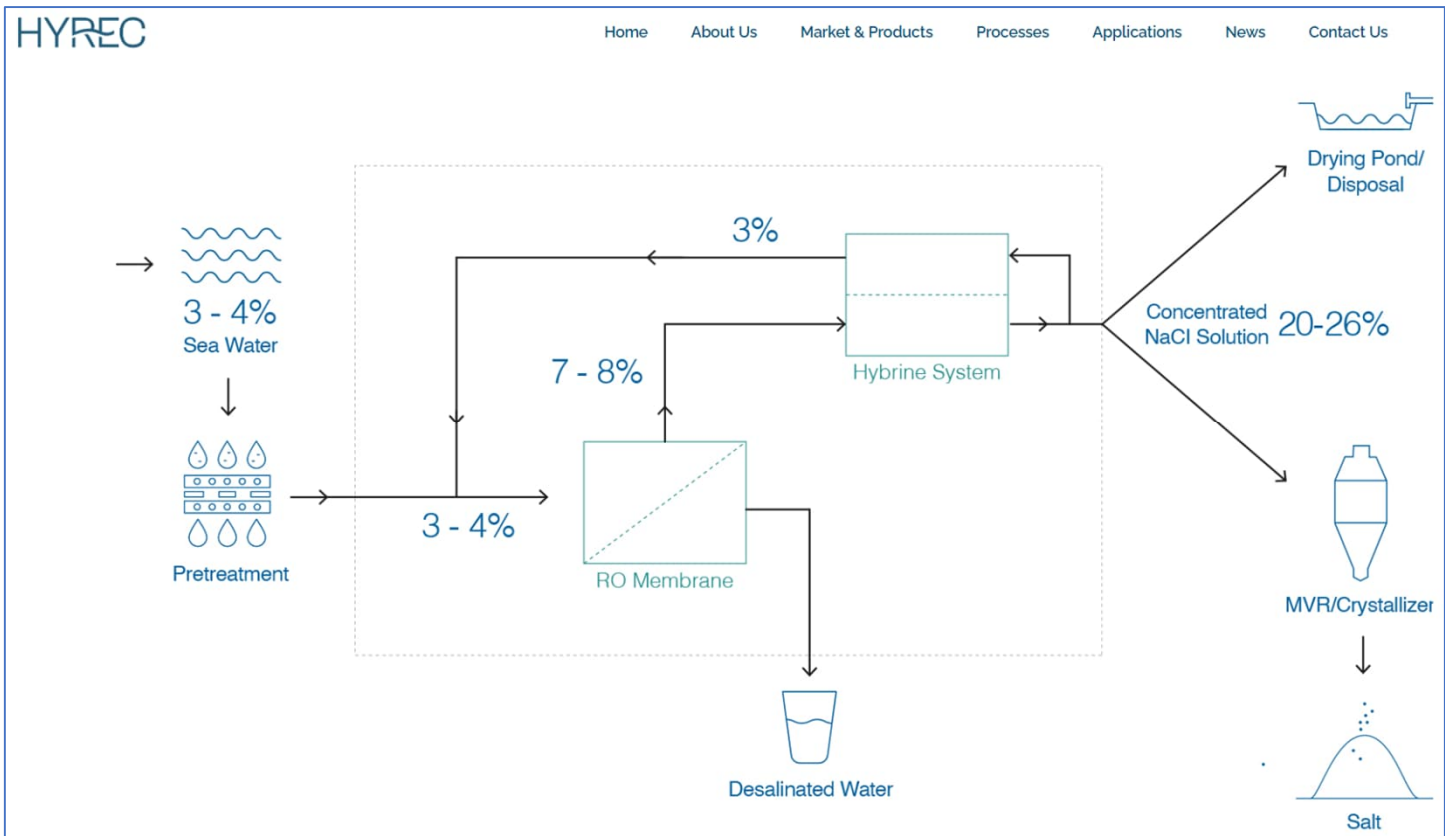 HYREC
Home About Us Market & Products Processes Applications News Contact Us
Drying Pond/
Disposal
3%
3 - 4%
Sea Water
Concentrated
NaCl Solution
20-26%
7 - 8%
Hybrine System
3 - 4%
Pretreatment
RO Membrane
MVR/Crystallizer
Desalinated Water
Salt